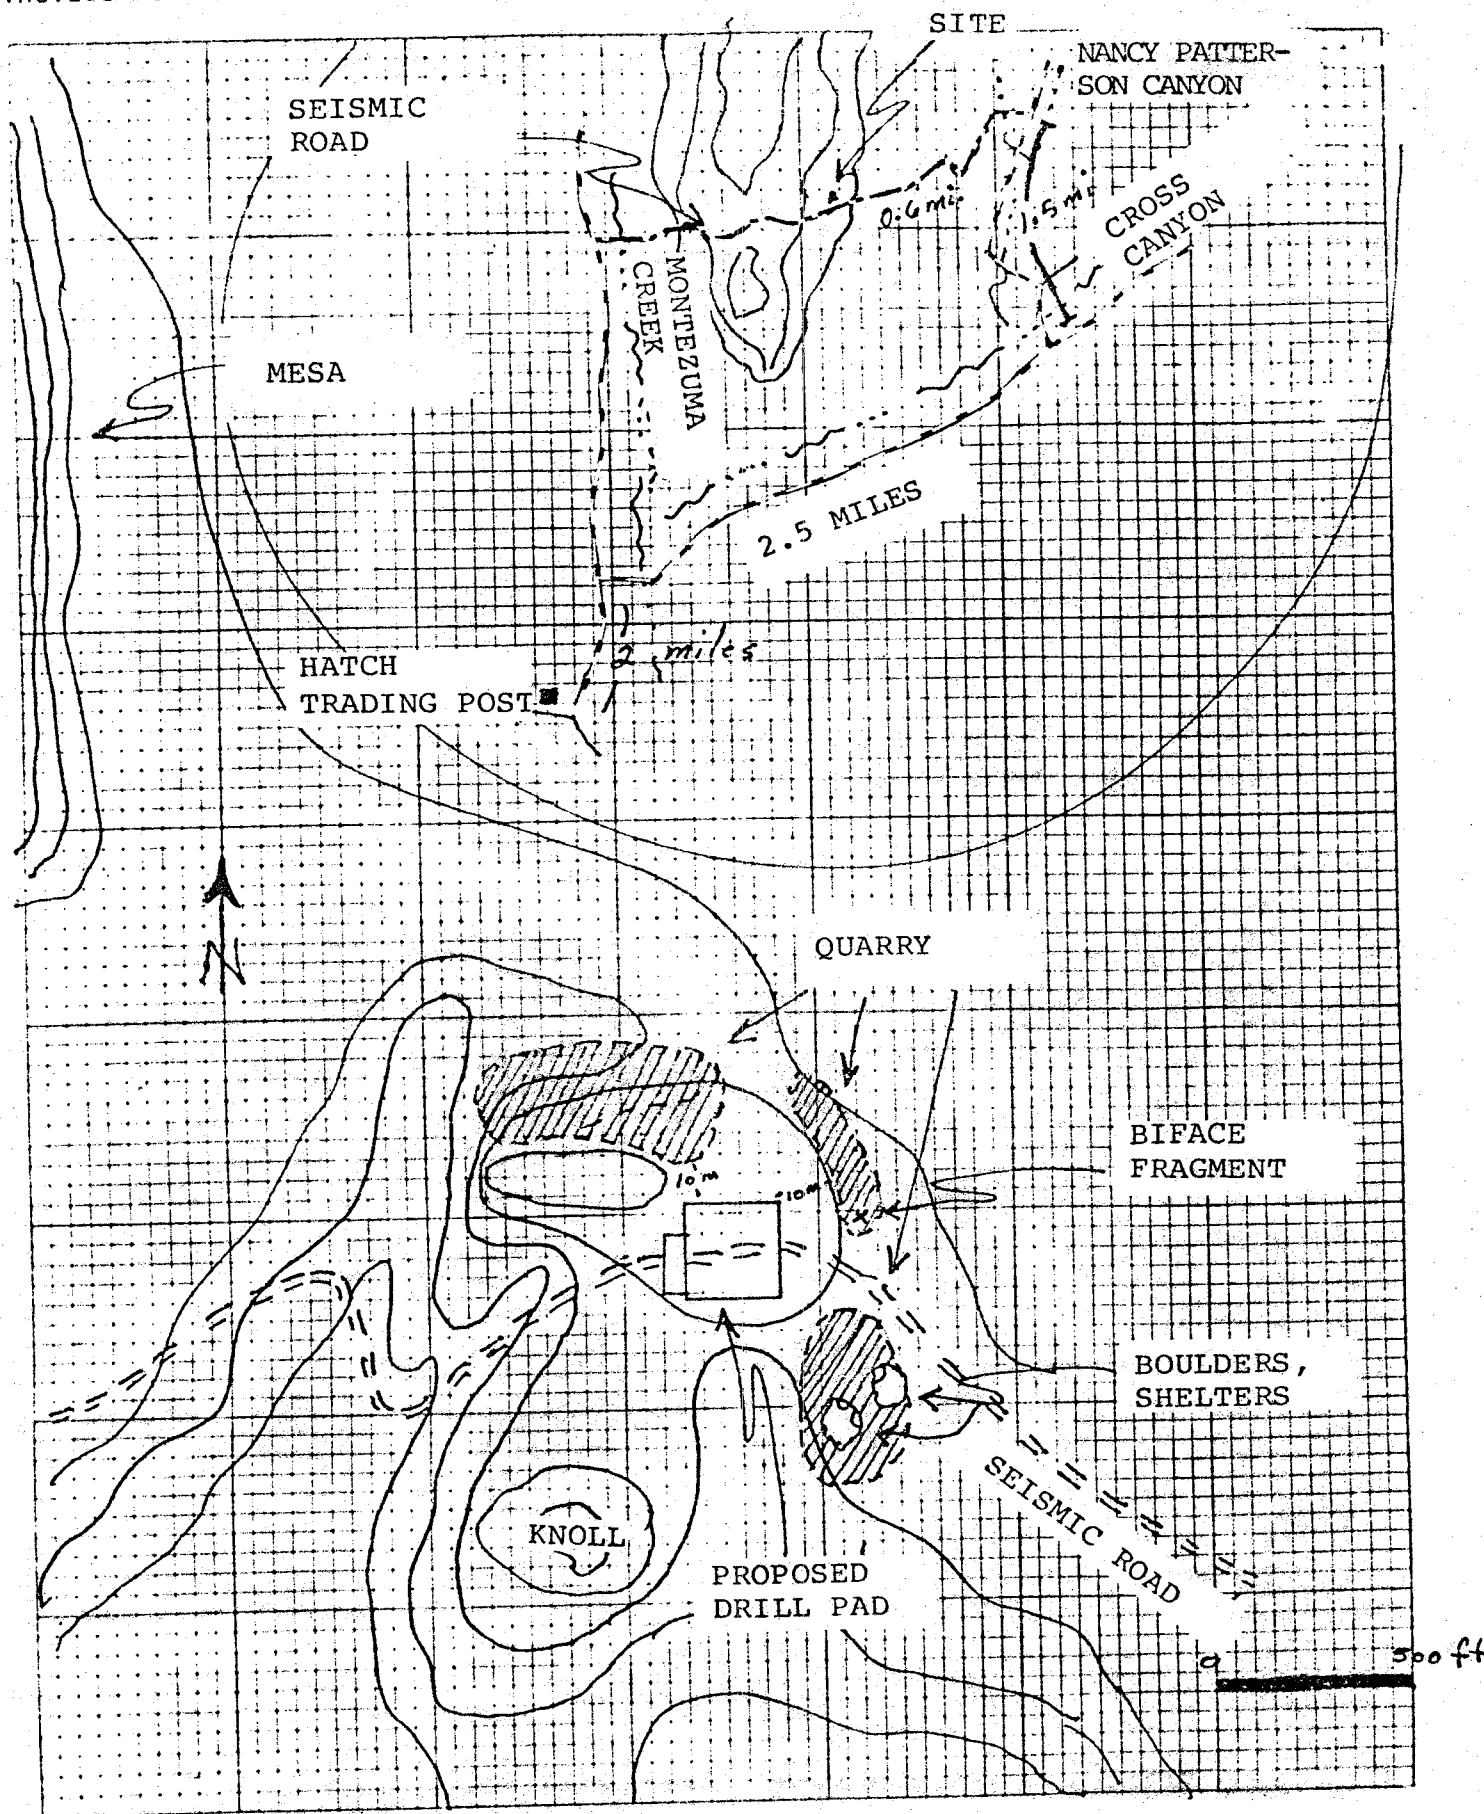 SITE
NANCY PATTER-
SON CANYON
SEISMIC
ROAD
0.6 mi.
1.5 mi
CROSS
CANYON
MONTEZUMA
CREEK
MESA
2.5 MILES
2 miles
HATCH
TRADING POST
N
QUARRY
BIFACE
FRAGMENT
10m
10m
BOULDERS,
SHELTERS
SEISMIC ROAD
KNOLL
PROPOSED
DRILL PAD
0
500 ft